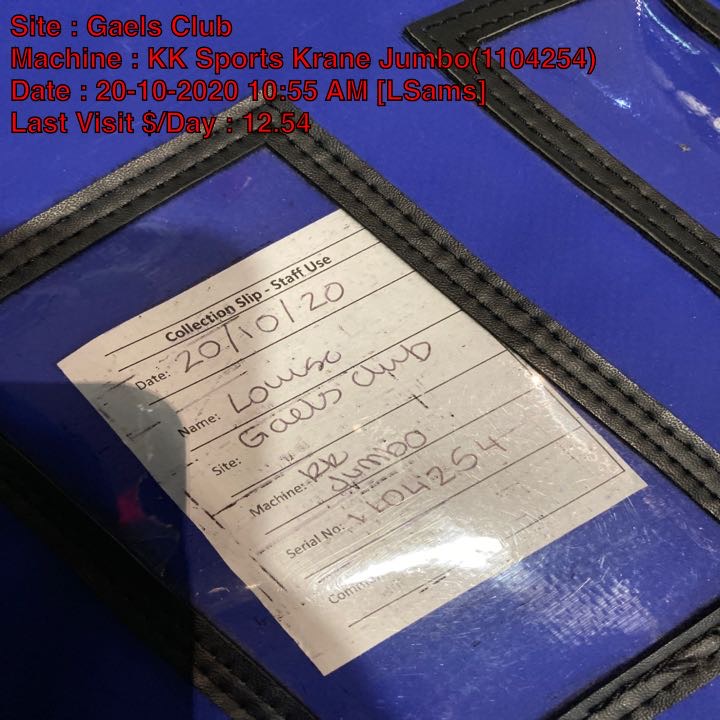 Site : Gaels Club
Machine : KK Sports Krane Jumbo(1104254)
Date : 20-10-2020 10:55 AM [LSams]
Last Visit $/Day : 12.54
Collection Slip - Staff Use
Date: 20/10/20
Name: Louise
Site: Gaels Club
Machine: KK Jumbo
Serial No: 1104254